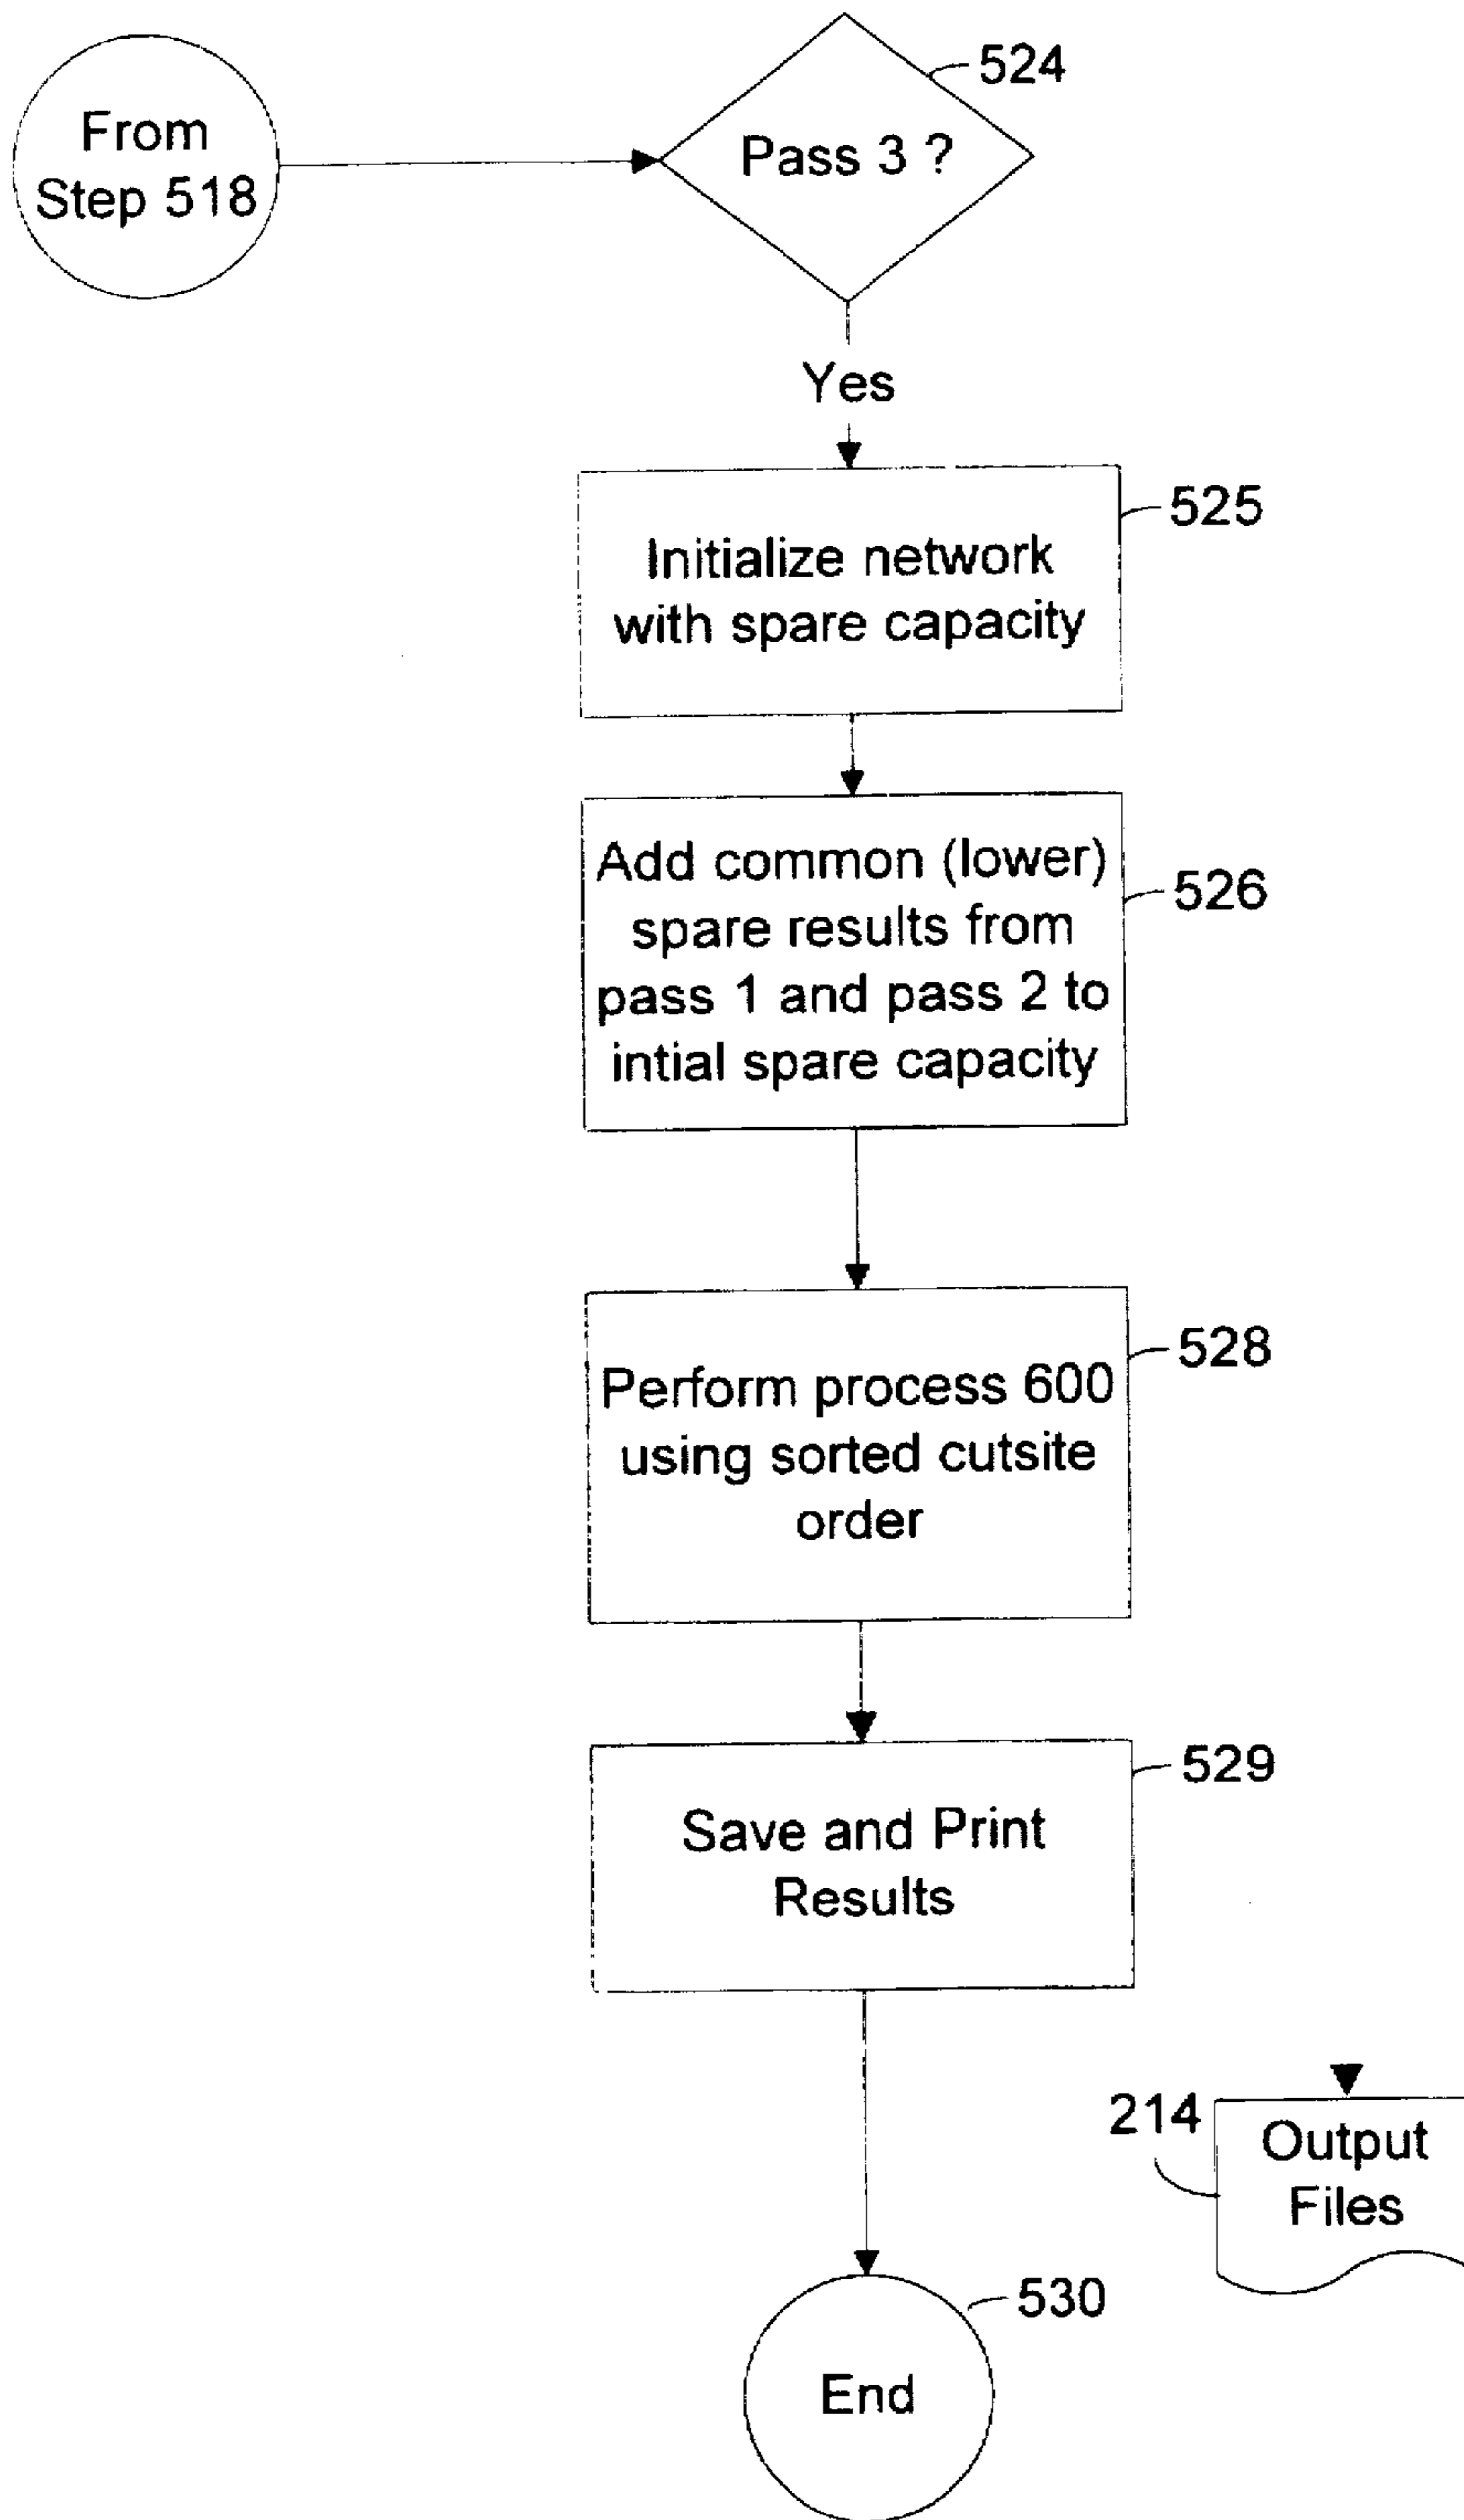 From
Step 518
524
Pass 3 ?
Yes
525
Initialize network
with spare capacity
526
Add common (lower)
spare results from
pass 1 and pass 2 to
intial spare capacity
528
Perform process 600
using sorted cutsite
order
529
Save and Print
Results
214
Output
Files
530
End